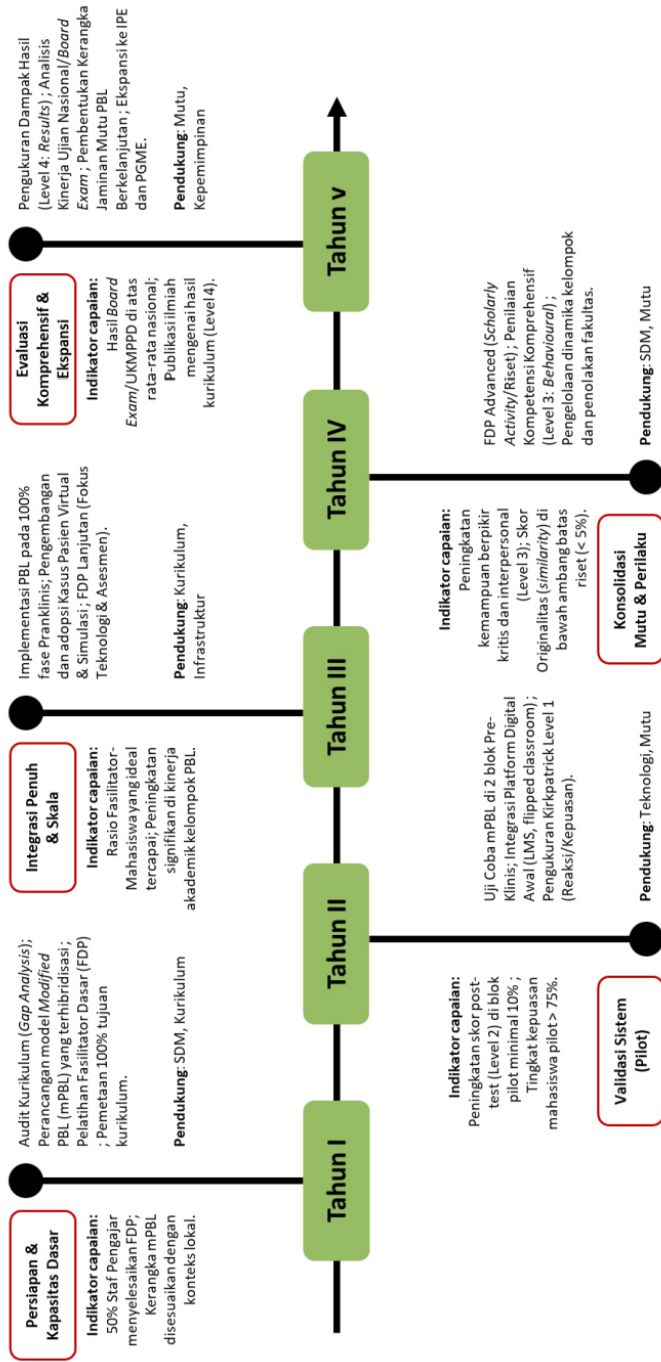 Persiapan &
Kapasitas Dasar
Indikator capaian:
50% Staf Pengajar
menyelesaikan FDP;
Kerangka mPBL
disesuaikan dengan
konteks lokal.
Audit Kurikulum (Gap Analysis);
Perancangan model Modified
PBL (mPBL) yang terhibridisasi ;
Pelatihan Fasilitator Dasar (FDP)
; Pemetaan 100% tujuan
kurikulum.
Pendukung: SDM, Kurikulum
Integrasi Penuh
& Skala
Indikator capaian:
Rasio Fasilitator-
Mahasiswa yang ideal
tercapai; Peningkatan
signifikan di kinerja
akademik kelompok PBL.
Implementasi PBL pada 100%
fase Pranklinis; Pengembangan
dan adopsi Kasus Pasien Virtual
& Simulasi ; FDP Lanjutan (Fokus
Teknologi & Asesmen).
Pendukung: Kurikulum,
Infrastruktur
Evaluasi
Komprehensif &
Ekspansi
Indikator capaian:
Hasil Board
Exam/UKMPPD di atas
rata-rata nasional;
Publikasi ilmiah
mengenai hasil
kurikulum (Level 4).
Pengukuran Dampak Hasil
(Level 4: Results) ; Analisis
Kinerja Ujian Nasional/Board
Exam ; Pembentukan Kerangka
Jaminan Mutu PBL
Berkelanjutan ; Ekspansi ke IPE
dan PGME.
Pendukung: Mutu,
Kepemimpinan
Tahun I
Tahun II
Tahun III
Tahun IV
Tahun v
Indikator capaian:
Peningkatan skor post-
test (Level 2) di blok
pilot minimal 10% ;
Tingkat kepuasan
mahasiswa pilot > 75%.
Validasi Sistem
(Pilot)
Uji Coba mPBL di 2 blok Pre-
Klinis; Integrasi Platform Digital
Awal (LMS, flipped classroom) ;
Pengukuran Kirkpatrick Level 1
(Reaksi/Kepuasan).
Pendukung: Teknologi, Mutu
Indikator capaian:
Peningkatan
kemampuan berpikir
kritis dan interpersonal
(Level 3); Skor
Originalitas (similarity) di
bawah ambang batas
riset (< 5%).
Konsolidasi
Mutu & Perilaku
FDP Advanced (Scholarly
Activity/Riset) ; Penilaian
Kompetensi Komprehensif
(Level 3: Behavioural) ;
Pengelolaan dinamika kelompok
dan penolakan fakultas.
Pendukung: SDM, Mutu